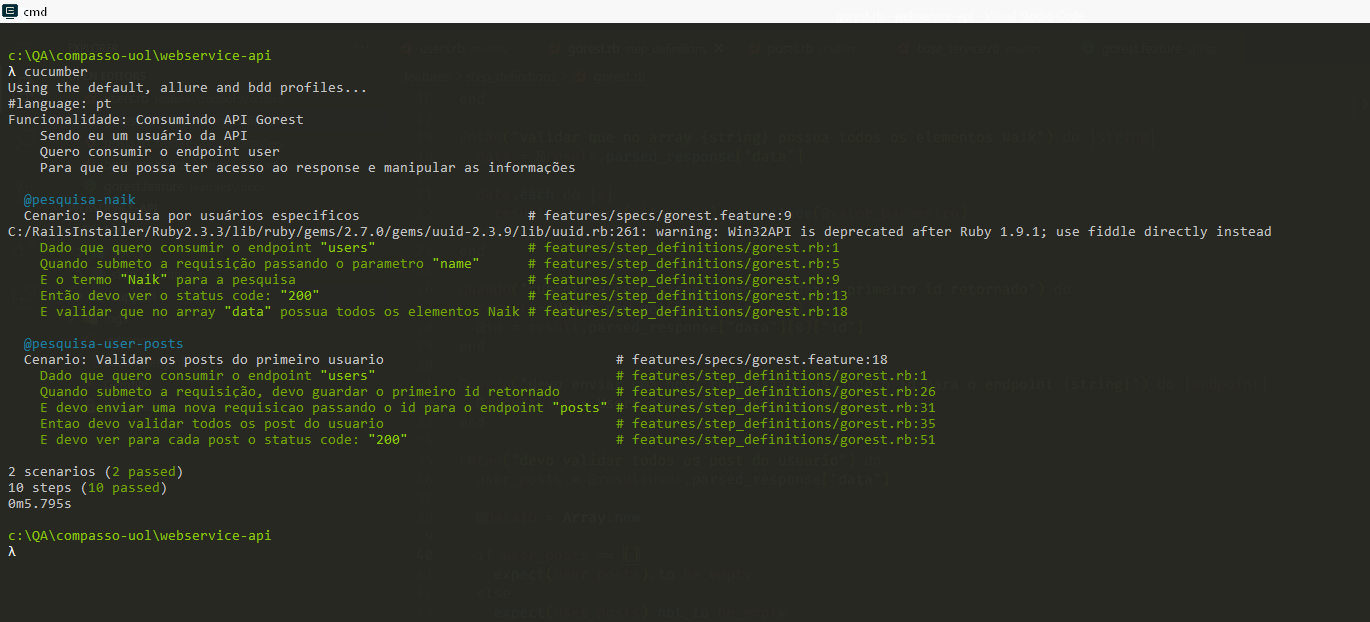 cmd
c:\QA\compasso-uol\webservice-api
λ cucumber
Using the default, allure and bdd profiles...
#language: pt
Funcionalidade: Consumindo API Gorest
    Sendo eu um usuário da API
    Quero consumir o endpoint user
    Para que eu possa ter acesso ao response e manipular as informações
  @pesquisa-naik
  Cenario: Pesquisa por usuários especificos                     # features/specs/gorest.feature:9
C:/RailsInstaller/Ruby2.3.3/lib/ruby/gems/2.7.0/gems/uuid-2.3.9/lib/uuid.rb:261: warning: Win32API is deprecated after Ruby 1.9.1; use fiddle directly instead
    Dado que quero consumir o endpoint "users"                   # features/step_definitions/gorest.rb:1
    Quando submeto a requisição passando o parametro "name"      # features/step_definitions/gorest.rb:5
    E o termo "Naik" para a pesquisa                             # features/step_definitions/gorest.rb:9
    Então devo ver o status code: "200"                          # features/step_definitions/gorest.rb:13
    E validar que no array "data" possua todos os elementos Naik # features/step_definitions/gorest.rb:18
  @pesquisa-user-posts
  Cenario: Validar os posts do primeiro usuario                             # features/specs/gorest.feature:18
    Dado que quero consumir o endpoint "users"                              # features/step_definitions/gorest.rb:1
    Quando submeto a requisição, devo guardar o primeiro id retornado       # features/step_definitions/gorest.rb:26
    E devo enviar uma nova requisicao passando o id para o endpoint "posts" # features/step_definitions/gorest.rb:31
    Entao devo validar todos os post do usuario                             # features/step_definitions/gorest.rb:35
    E devo ver para cada post o status code: "200"                          # features/step_definitions/gorest.rb:51
2 scenarios (2 passed)
10 steps (10 passed)
0m5.795s
c:\QA\compasso-uol\webservice-api
λ